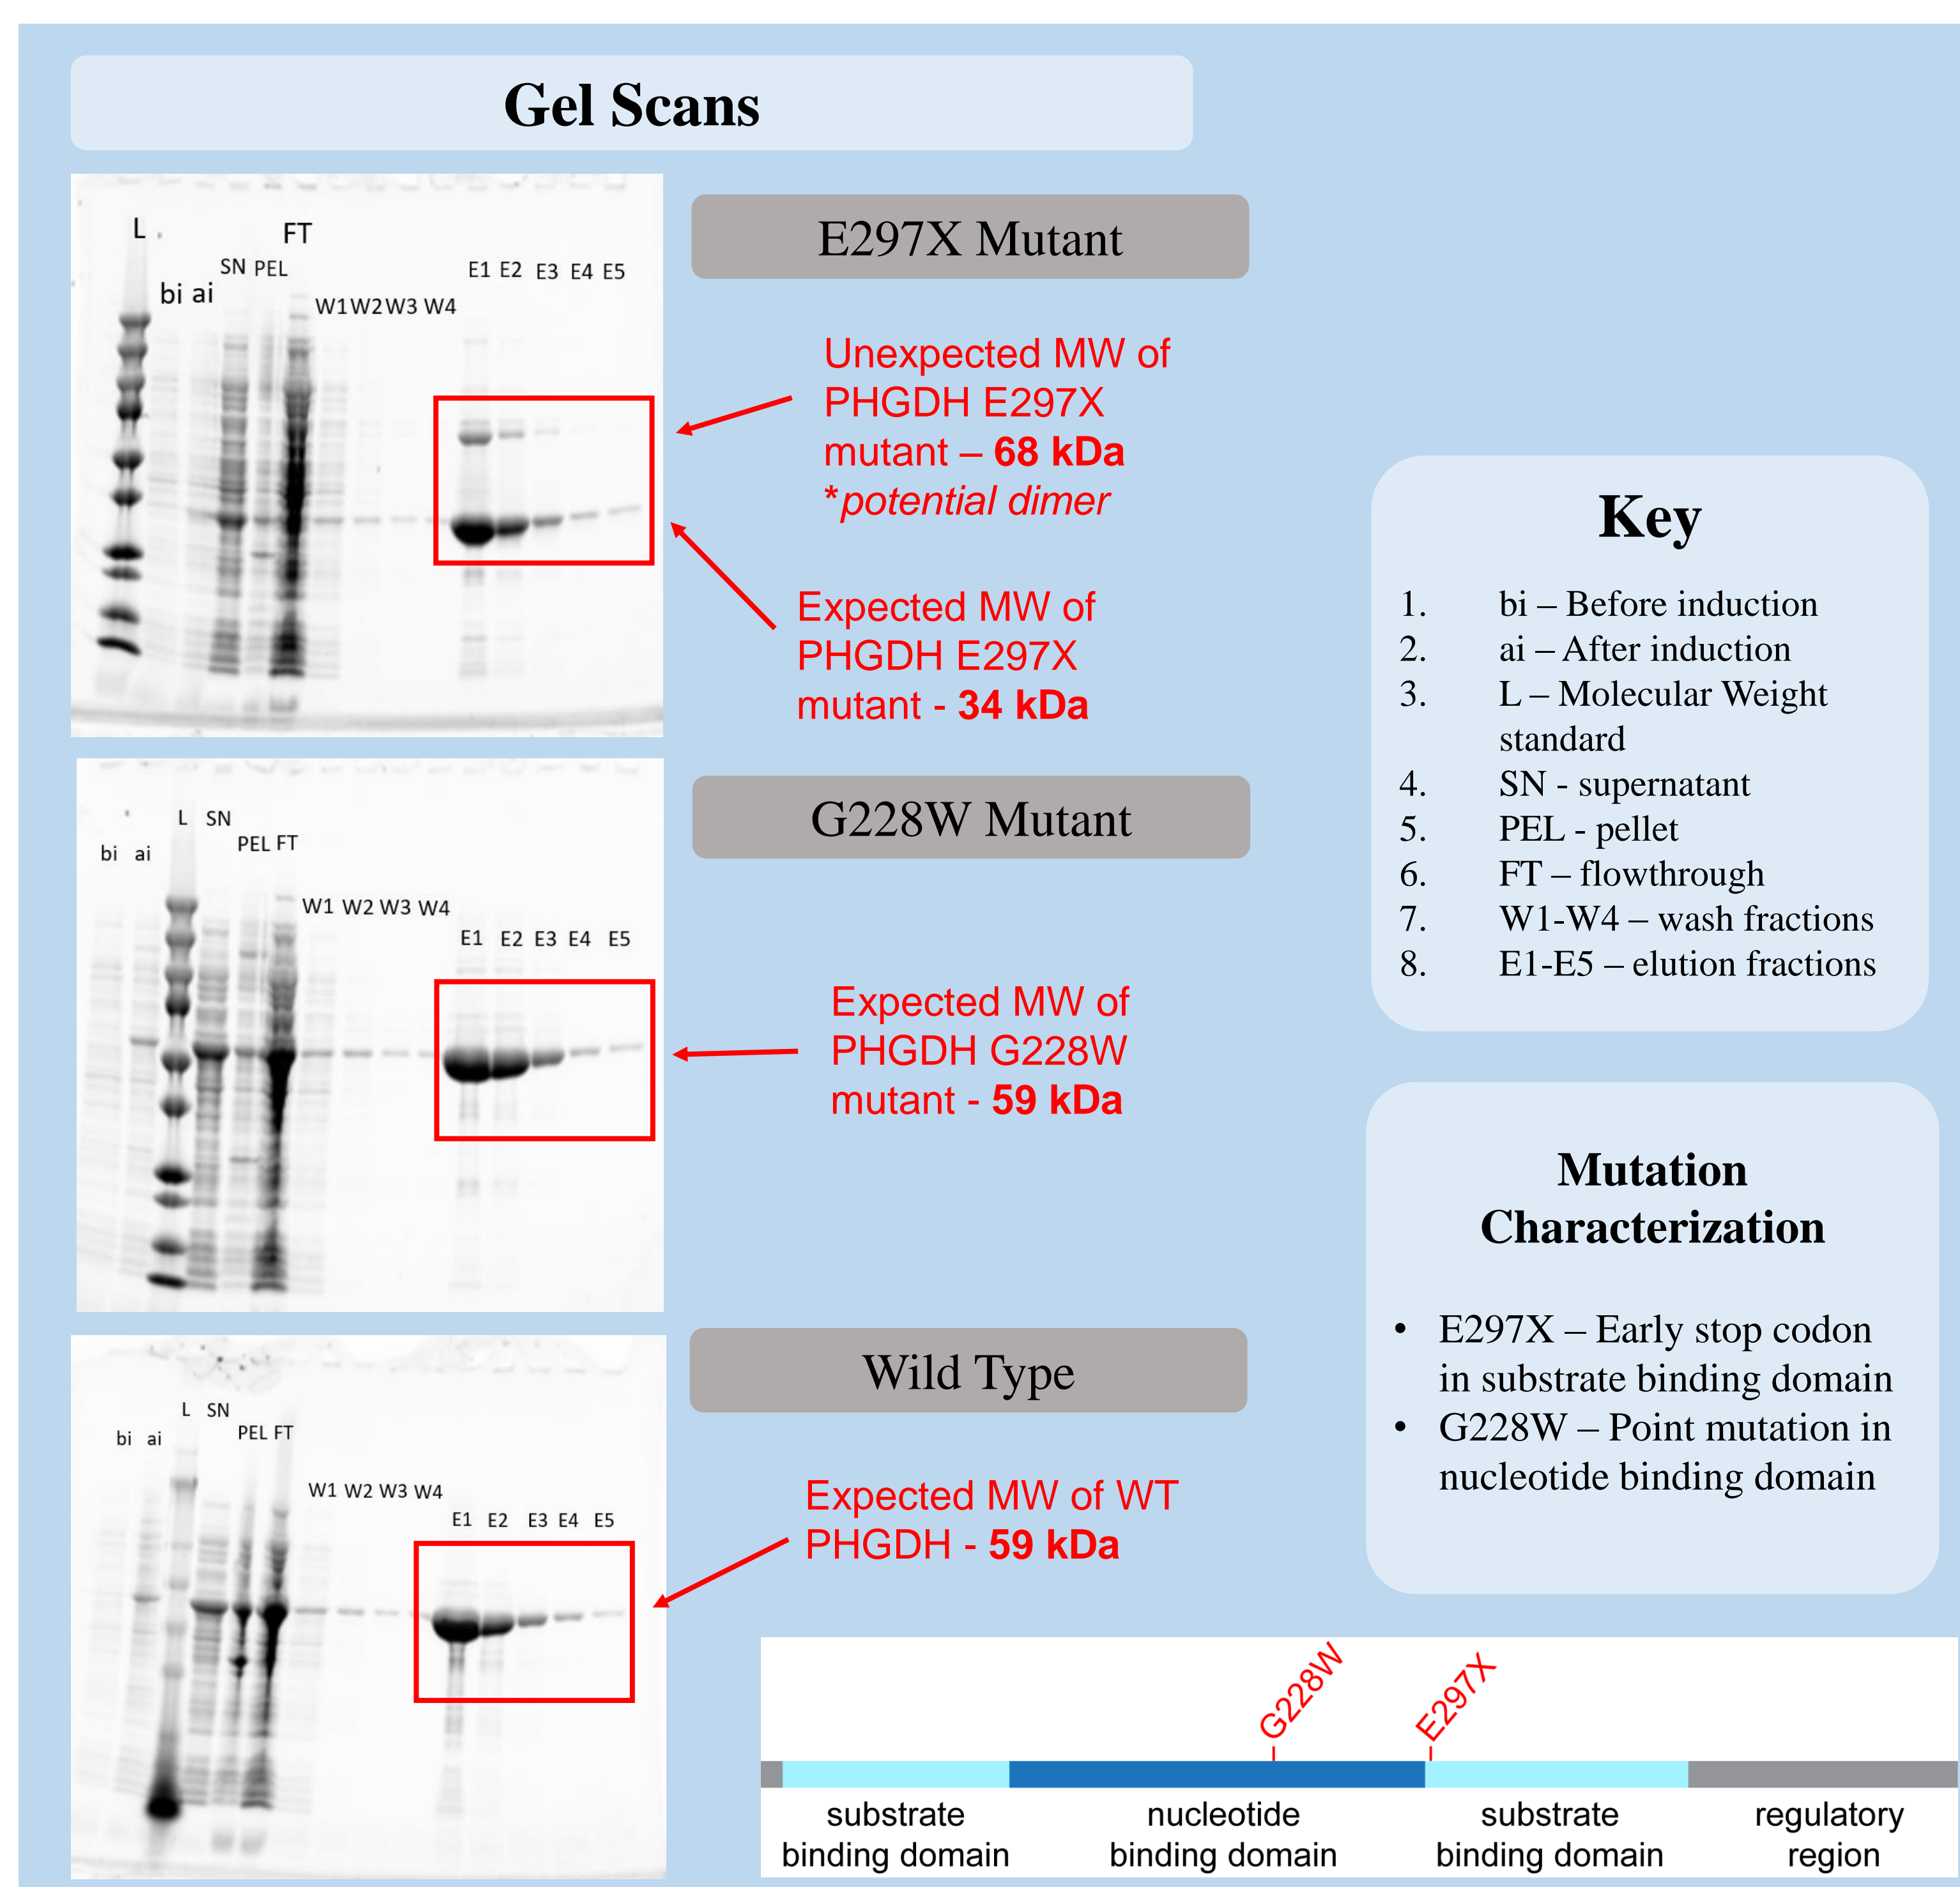 Gel Scans
L
FT
SN PEL
E1 E2 E3 E4 E5
bi ai
W1 W2 W3 W4
E297X Mutant
Unexpected MW of
PHGDH E297X
mutant – 68 kDa
*potential dimer
Expected MW of
PHGDH E297X
mutant - 34 kDa
L SN
PEL FT
bi ai
W1 W2 W3 W4
E1 E2 E3 E4 E5
G228W Mutant
Expected MW of
PHGDH G228W
mutant - 59 kDa
L SN
PEL FT
bi ai
W1 W2 W3 W4
E1 E2 E3 E4 E5
Wild Type
Expected MW of WT
PHGDH - 59 kDa
Key
1. bi – Before induction
2. ai – After induction
3. L – Molecular Weight
standard
4. SN - supernatant
5. PEL - pellet
6. FT – flowthrough
7. W1-W4 – wash fractions
8. E1-E5 – elution fractions
Mutation
Characterization
• E297X – Early stop codon
in substrate binding domain
• G228W – Point mutation in
nucleotide binding domain
G228W
E297X
substrate
binding domain
nucleotide
binding domain
substrate
binding domain
regulatory
region